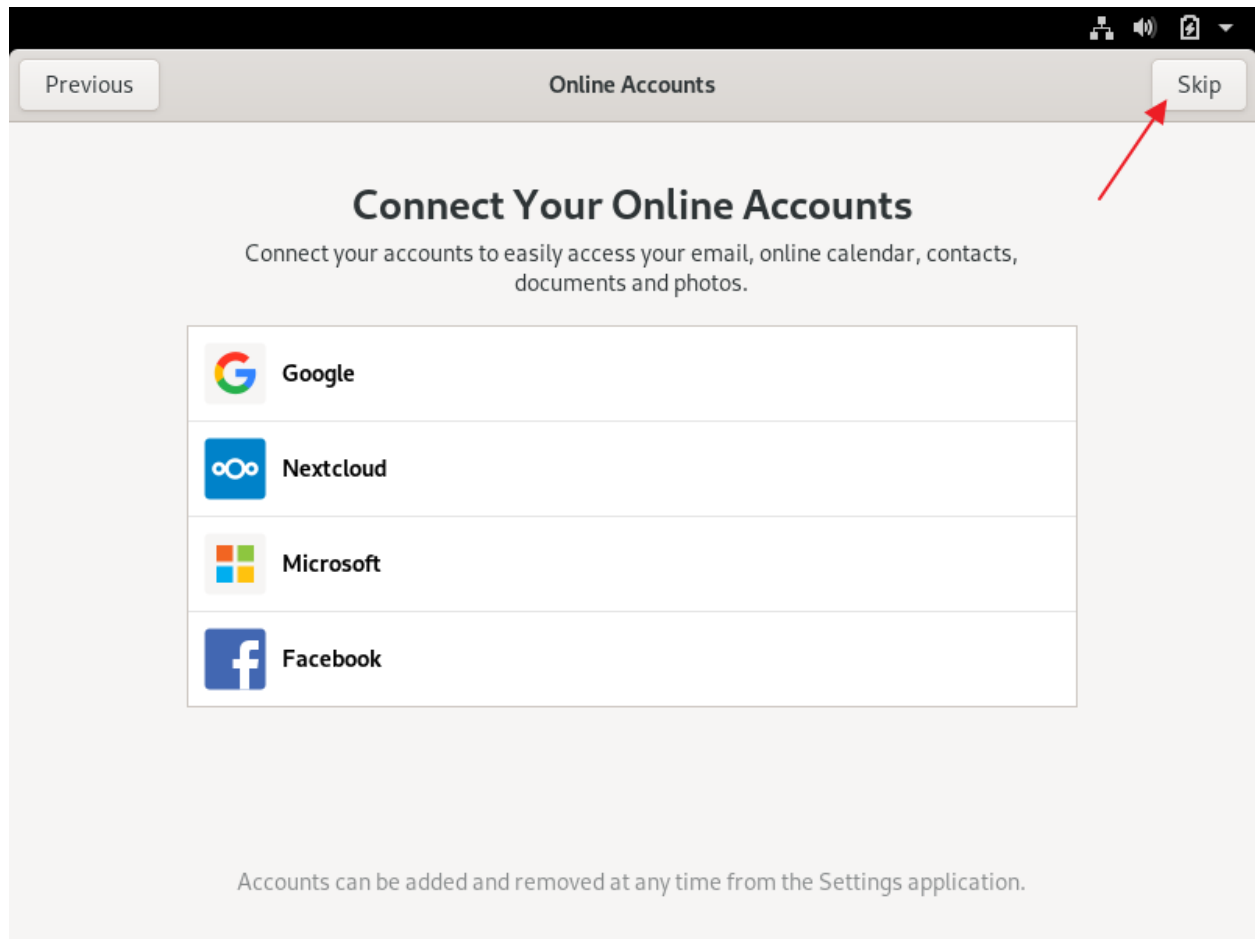 Previous
Online Accounts
Skip
Connect Your Online Accounts
Connect your accounts to easily access your email, online calendar, contacts,
documents and photos.
Google
Nextcloud
Microsoft
Facebook
Accounts can be added and removed at any time from the Settings application.